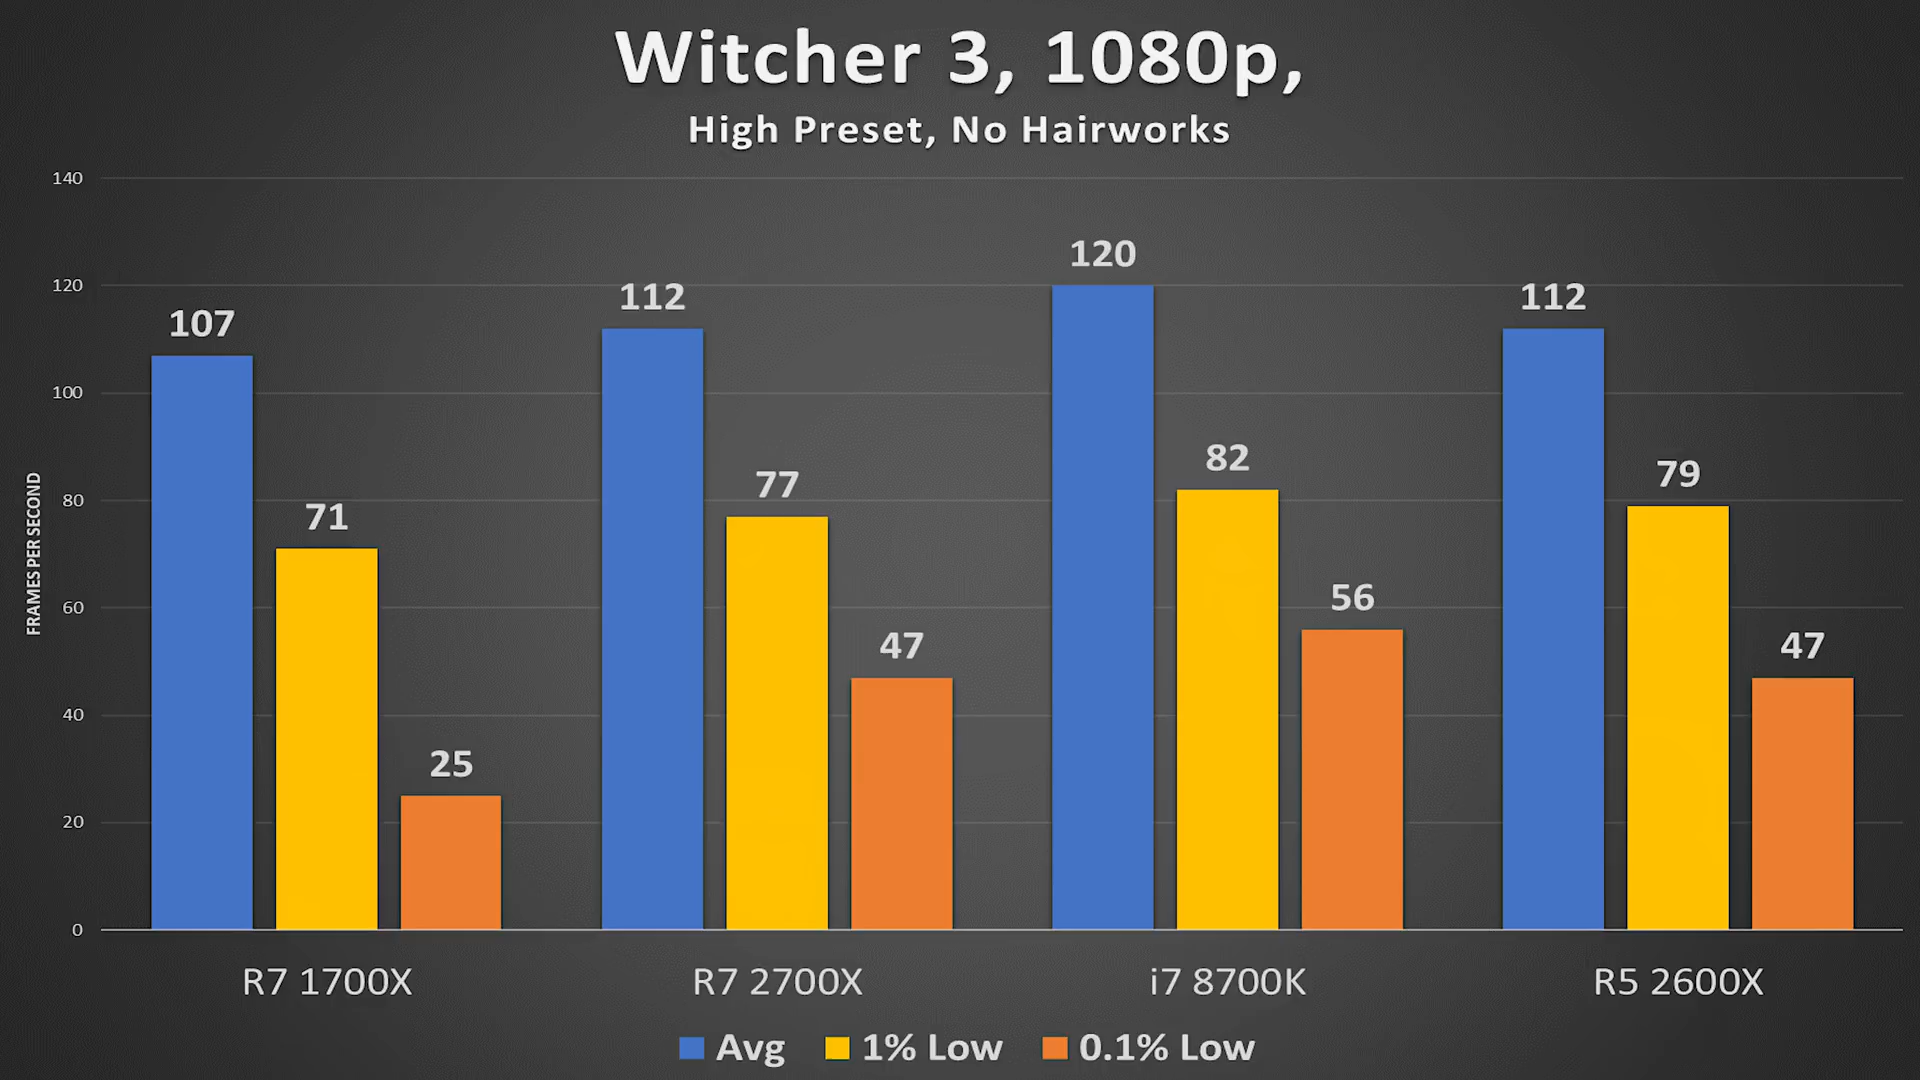 Witcher 3, 1080p,
High Preset, No Hairworks
FRAMES PER SECOND
140
120
100
80
60
40
20
0
107
71
25
112
77
47
120
82
56
112
79
47
R7 1700X
R7 2700X
i7 8700K
R5 2600X
Avg
1% Low
0.1% Low